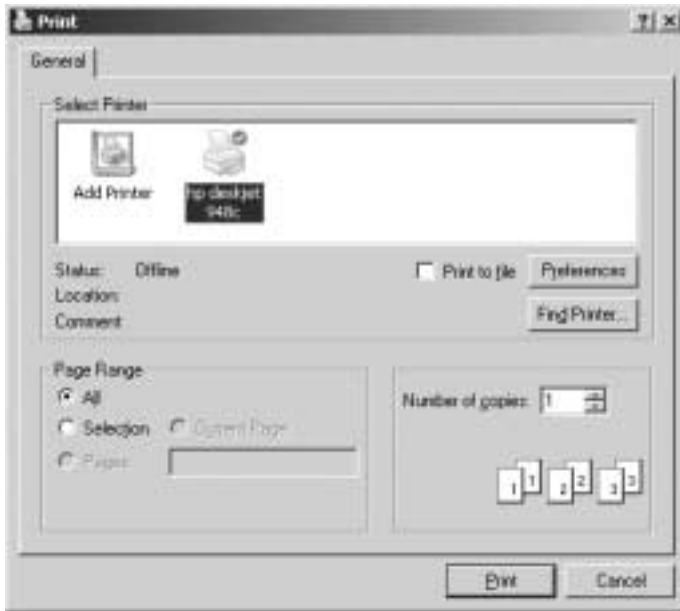 Print
General
Select Printer
Add Printer
hp deskjet
948c
Status: Offline
Print to file
Preferences
Location:
Comment:
Find Printer...
Page Range
All
Selection
Current Page
Pages:
Number of copies: 1
1 1 2 2 3 3
Print
Cancel